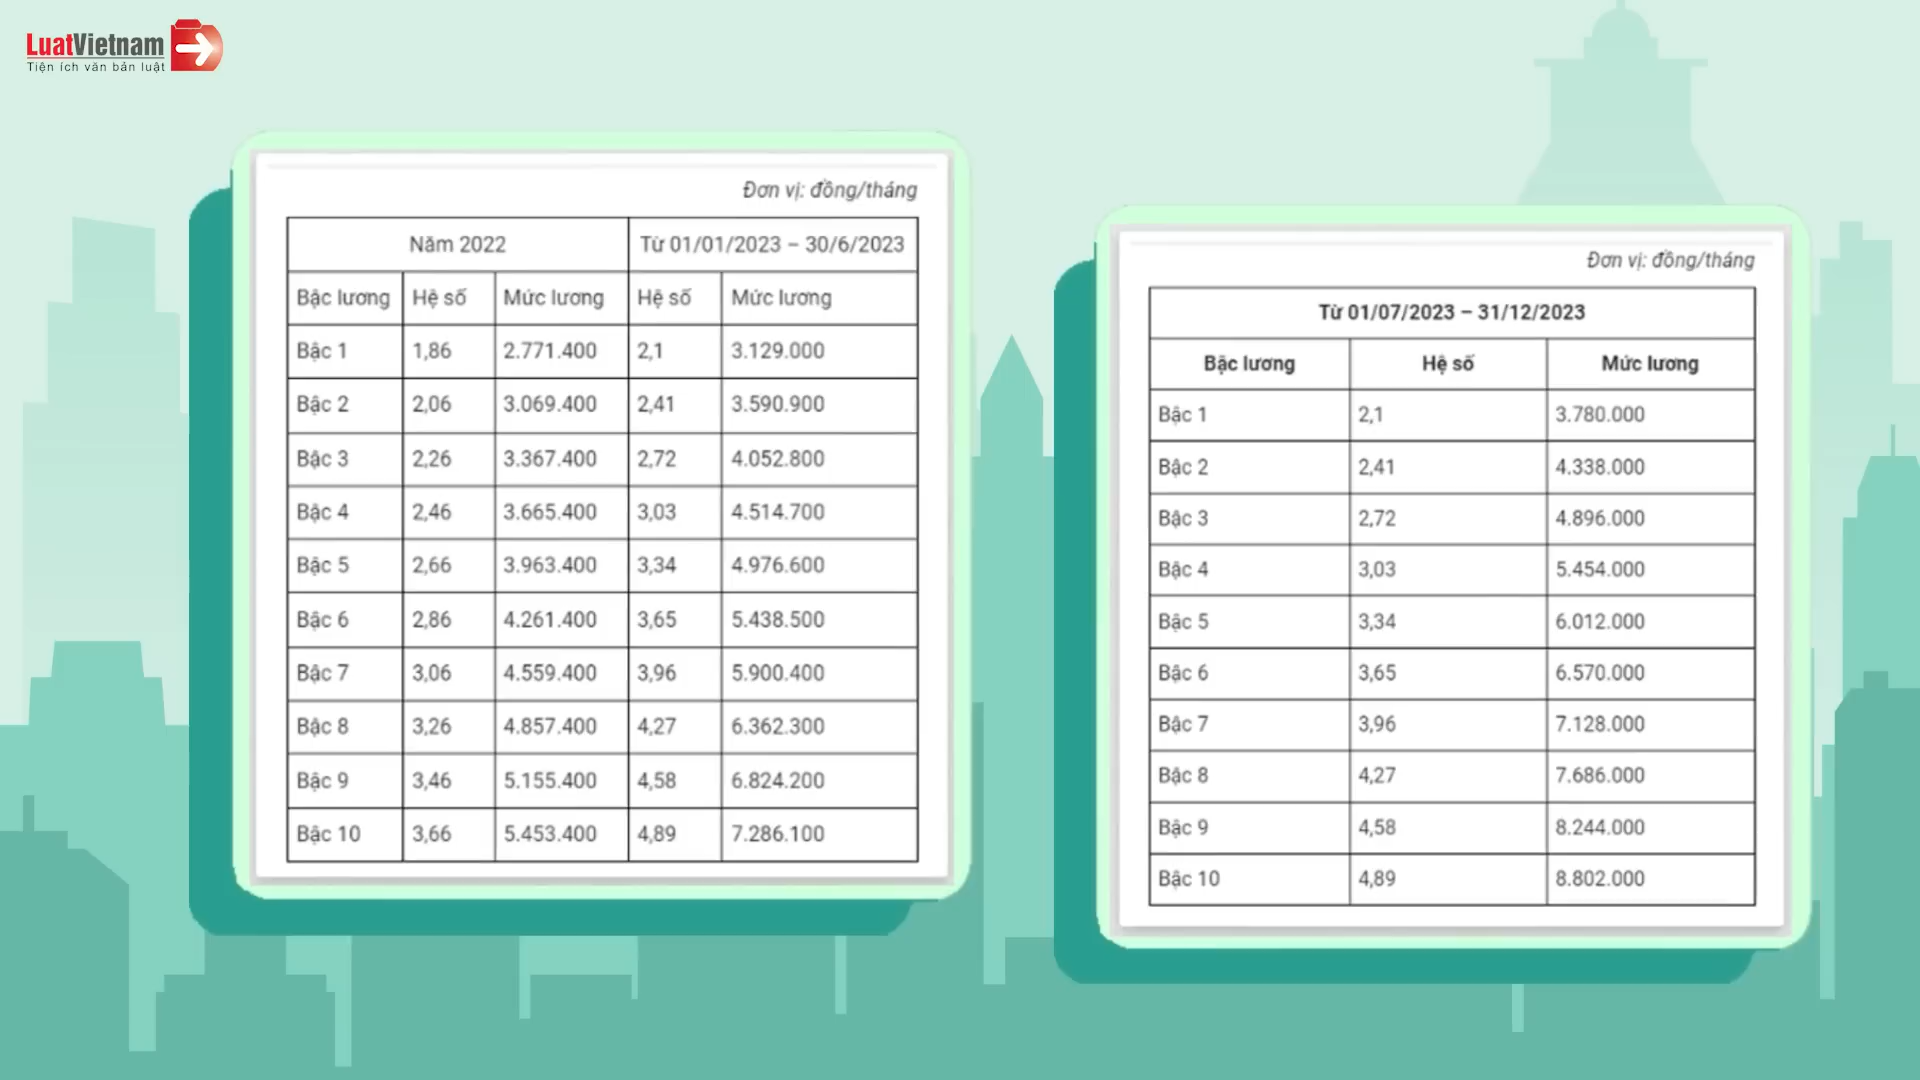 LuatVietnam
Tiện ích văn bản luật
Đơn vị: đồng/tháng
Năm 2022 Từ 01/01/2023 – 30/6/2023
Bậc lương Hệ số Mức lương Hệ số Mức lương
Bậc 1 1,86 2.771.400 2,1 3.129.000
Bậc 2 2,06 3.069.400 2,41 3.590.900
Bậc 3 2,26 3.367.400 2,72 4.052.800
Bậc 4 2,46 3.665.400 3,03 4.514.700
Bậc 5 2,66 3.963.400 3,34 4.976.600
Bậc 6 2,86 4.261.400 3,65 5.438.500
Bậc 7 3,06 4.559.400 3,96 5.900.400
Bậc 8 3,26 4.857.400 4,27 6.362.300
Bậc 9 3,46 5.155.400 4,58 6.824.200
Bậc 10 3,66 5.453.400 4,89 7.286.100
Đơn vị: đồng/tháng
Từ 01/07/2023 – 31/12/2023
Bậc lương Hệ số Mức lương
Bậc 1 2,1 3.780.000
Bậc 2 2,41 4.338.000
Bậc 3 2,72 4.896.000
Bậc 4 3,03 5.454.000
Bậc 5 3,34 6.012.000
Bậc 6 3,65 6.570.000
Bậc 7 3,96 7.128.000
Bậc 8 4,27 7.686.000
Bậc 9 4,58 8.244.000
Bậc 10 4,89 8.802.000